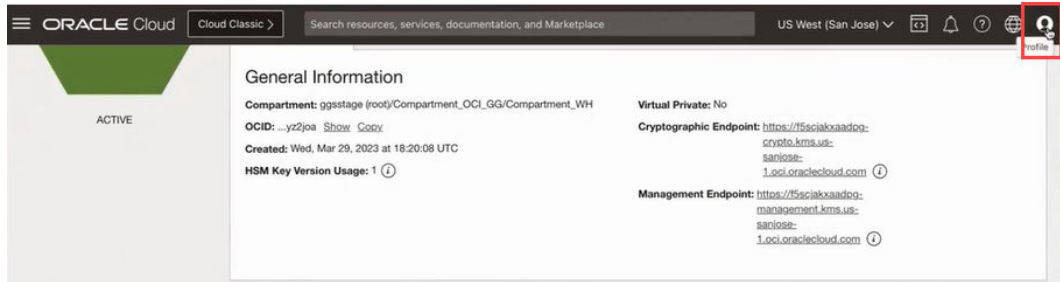 ORACLE Cloud Cloud Classic > Search resources, services, documentation, and Marketplace US West (San Jose)
Profile
ACTIVE
General Information
Compartment: ggsstage (root)/Compartment_OCI_GG/Compartment_WH
OCID: ...yz2joa Show Copy
Created: Wed, Mar 29, 2023 at 18:20:08 UTC
HSM Key Version Usage: 1
Virtual Private: No
Cryptographic Endpoint: https://f5scjakxaadpg-
crypto.kms.us-
sanjose-
1.oci.oraclecloud.com
Management Endpoint: https://f5scjakxaadpg-
management.kms.us-
sanjose-
1.oci.oraclecloud.com